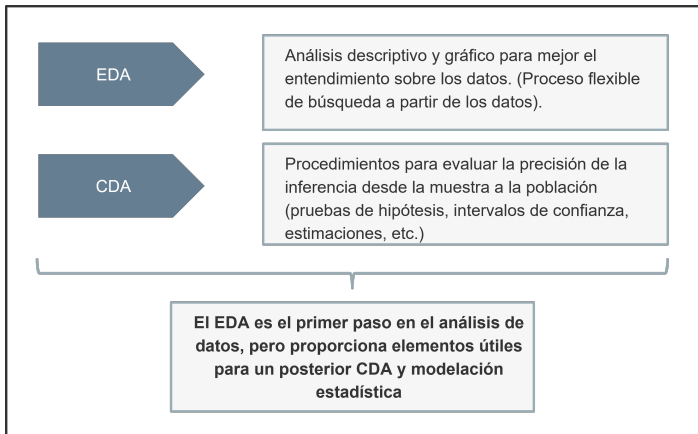 EDA
Análisis descriptivo y gráfico para mejor el
entendimiento sobre los datos. (Proceso flexible
de búsqueda a partir de los datos).
CDA
Procedimientos para evaluar la precisión de la
inferencia desde la muestra a la población
(pruebas de hipótesis, intervalos de confianza,
estimaciones, etc.)
El EDA es el primer paso en el análisis de
datos, pero proporciona elementos útiles
para un posterior CDA y modelación
estadística